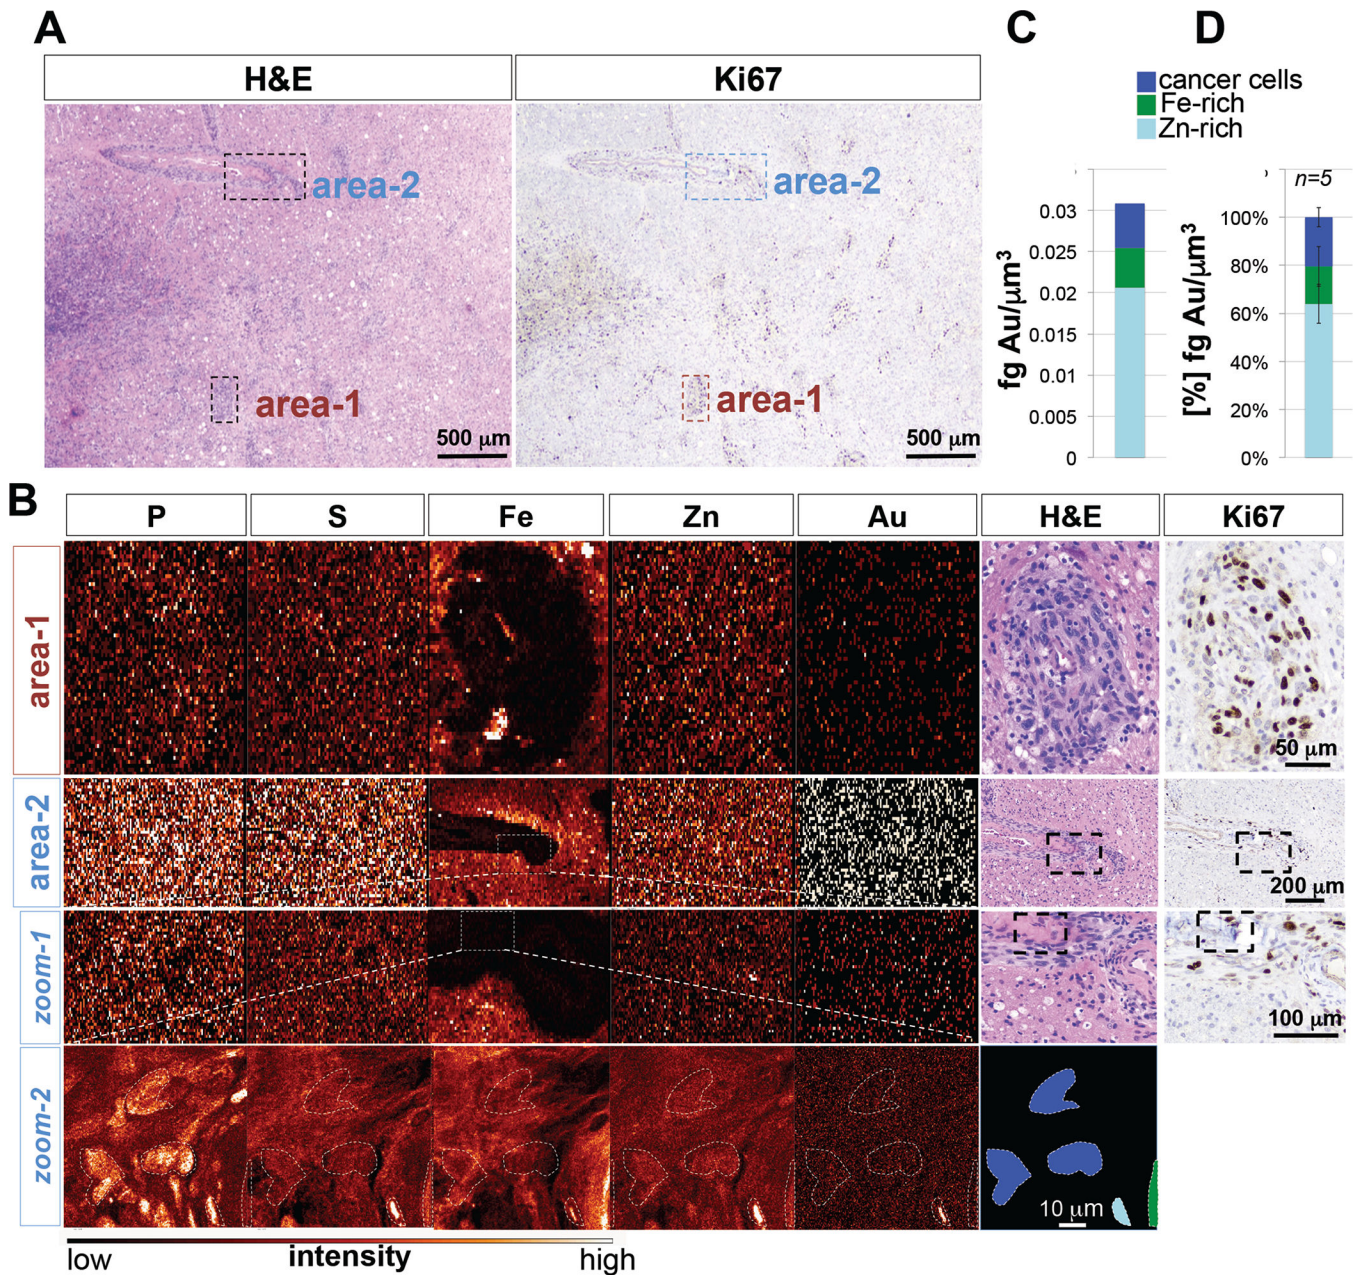 A
H&E
Ki67
area-2
area-1
500 μm
area-2
area-1
500 μm
C
D
cancer cells
Fe-rich
Zn-rich
fg Au/μm³
0.03
0.025
0.02
0.015
0.01
0.005
0
[%] fg Au/μm³
n=5
100%
80%
60%
40%
20%
0%
B
P
S
Fe
Zn
Au
H&E
Ki67
area-1
50 μm
area-2
200 μm
zoom-1
100 μm
zoom-2
10 μm
low
intensity
high